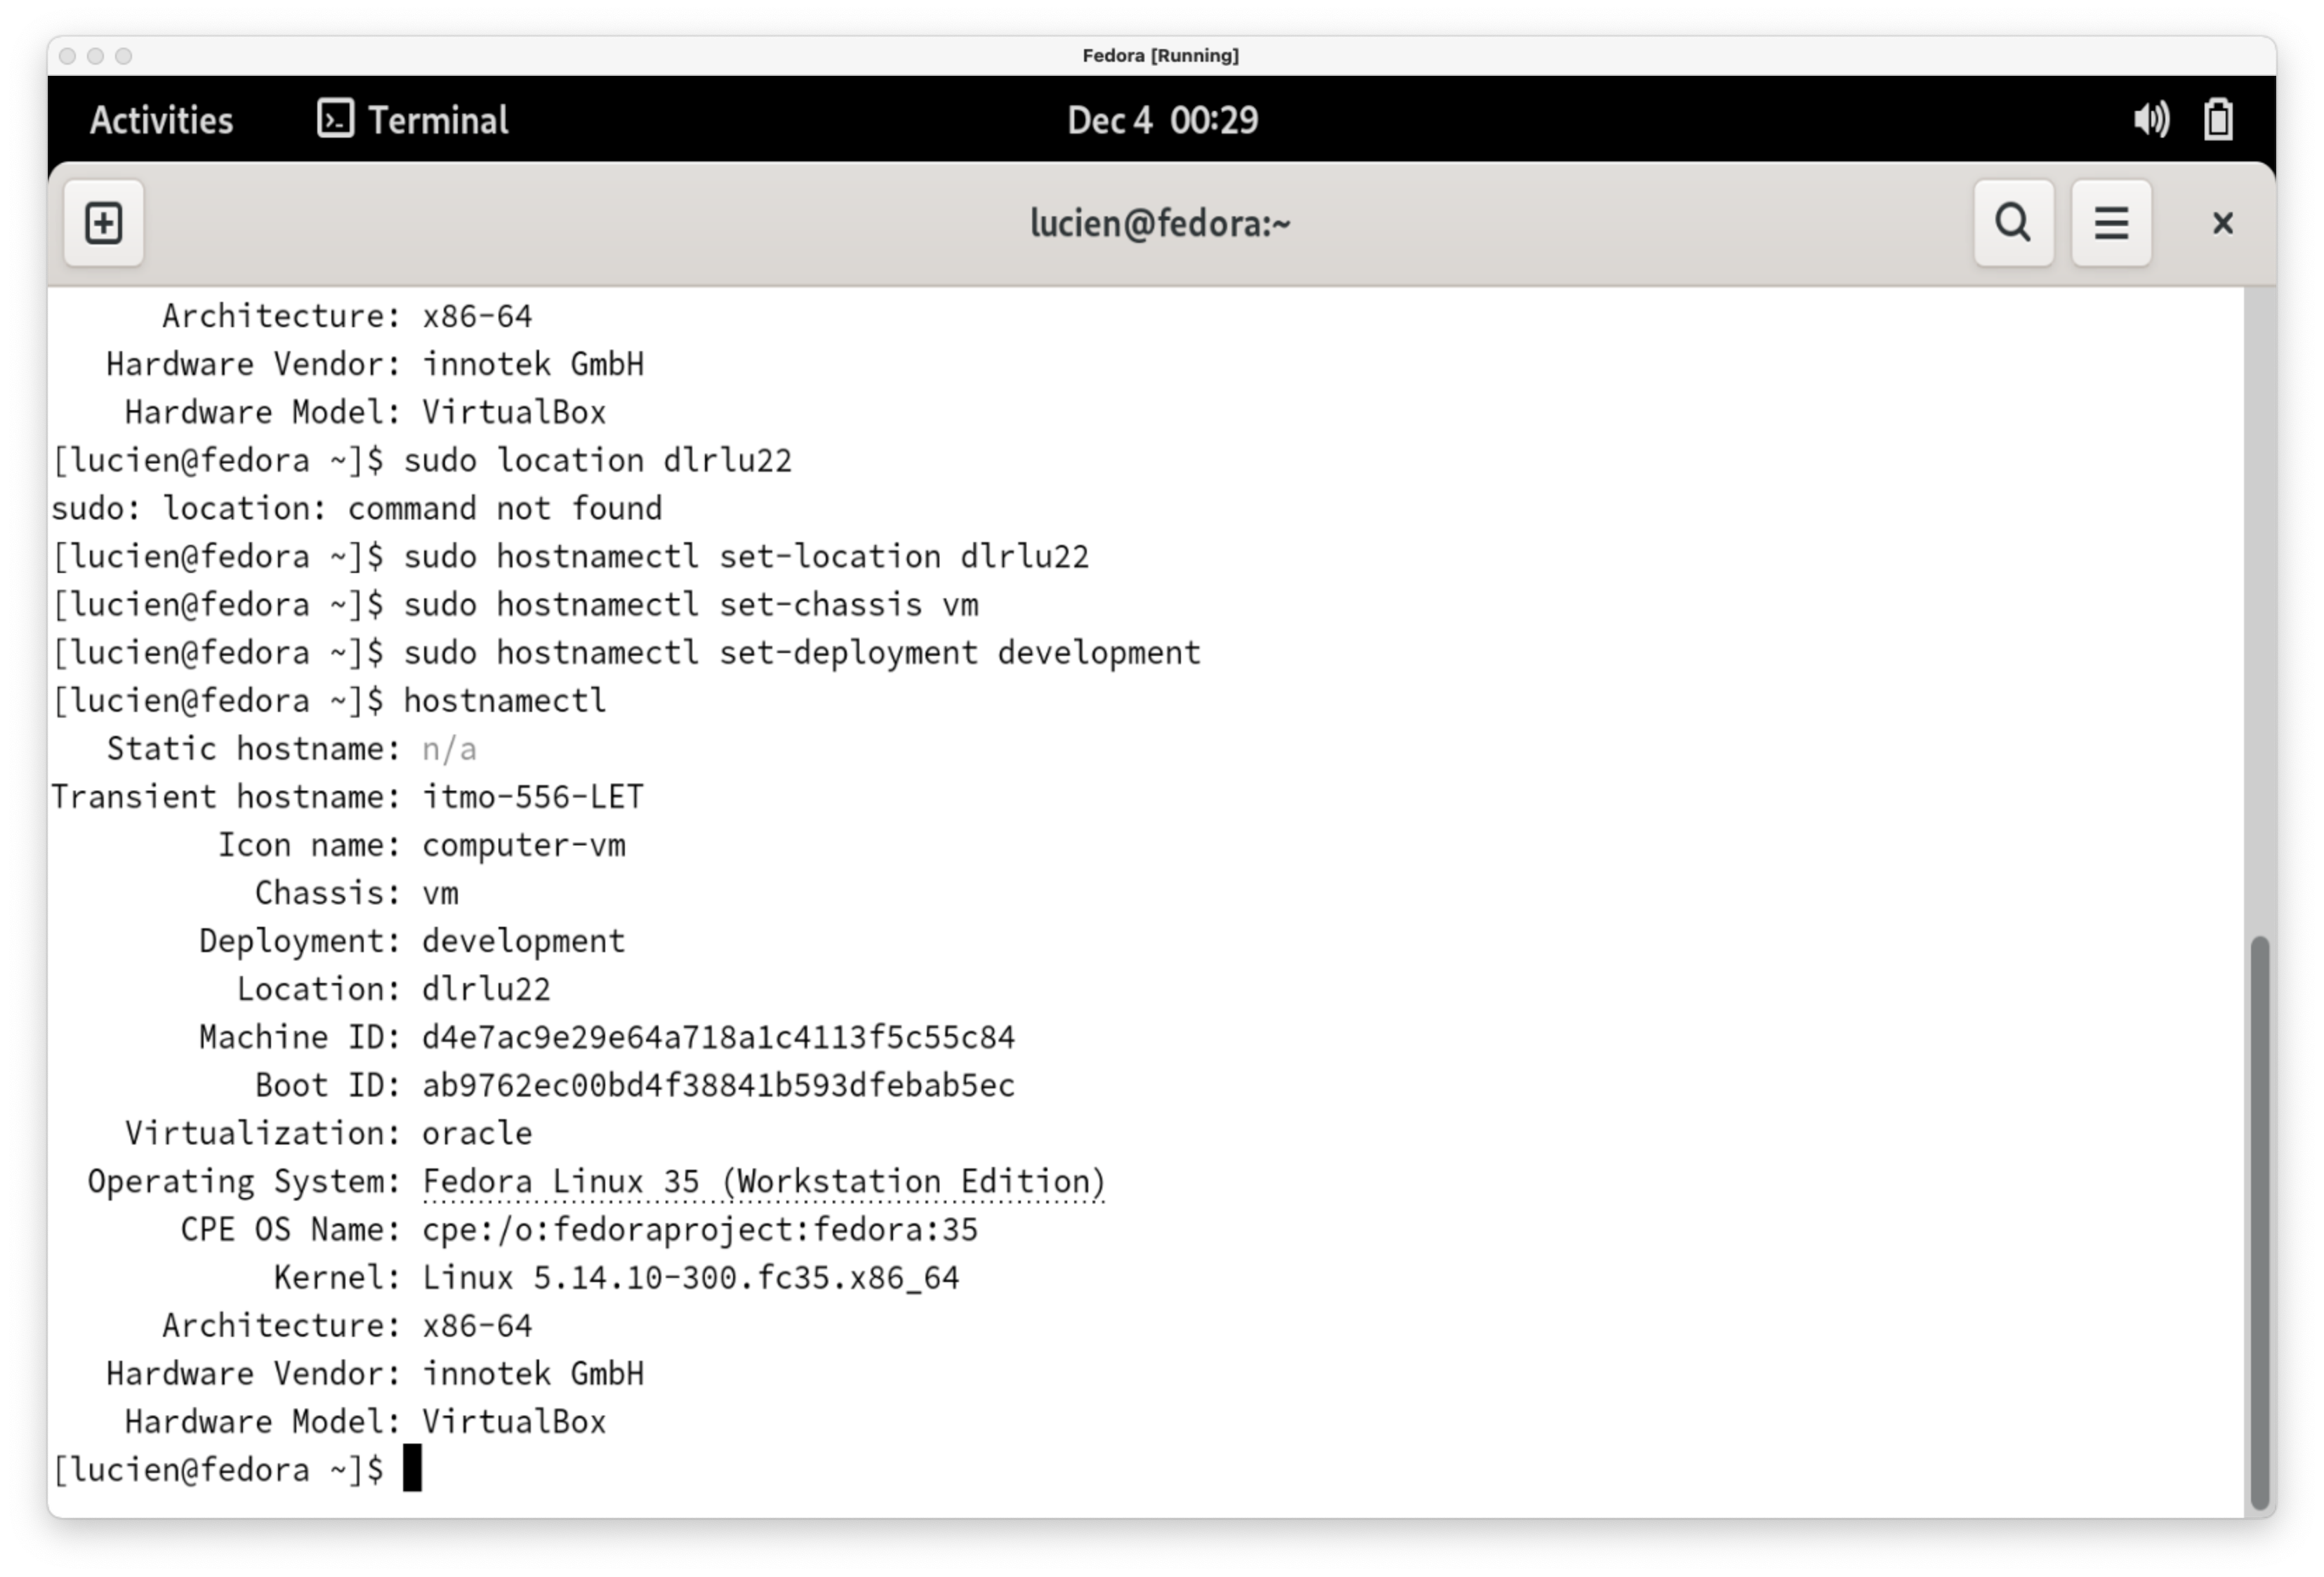 Fedora [Running]
Activities Terminal Dec 4 00:29
lucien@fedora:~
Architecture: x86-64
Hardware Vendor: innotek GmbH
Hardware Model: VirtualBox
[lucien@fedora ~]$ sudo location dlrlu22
sudo: location: command not found
[lucien@fedora ~]$ sudo hostnamectl set-location dlrlu22
[lucien@fedora ~]$ sudo hostnamectl set-chassis vm
[lucien@fedora ~]$ sudo hostnamectl set-deployment development
[lucien@fedora ~]$ hostnamectl
Static hostname: n/a
Transient hostname: itmo-556-LET
Icon name: computer-vm
Chassis: vm
Deployment: development
Location: dlrlu22
Machine ID: d4e7ac9e29e64a718a1c4113f5c55c84
Boot ID: ab9762ec00bd4f38841b593dfebab5ec
Virtualization: oracle
Operating System: Fedora Linux 35 (Workstation Edition)
CPE OS Name: cpe:/o:fedoraproject:fedora:35
Kernel: Linux 5.14.10-300.fc35.x86_64
Architecture: x86-64
Hardware Vendor: innotek GmbH
Hardware Model: VirtualBox
[lucien@fedora ~]$